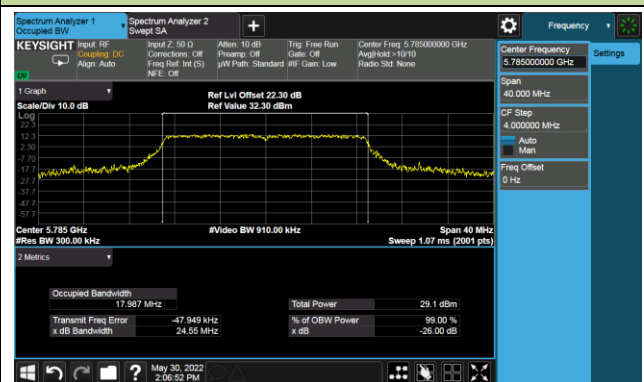 Spectrum Analyzer 1
Occupied BW
Spectrum Analyzer 2
Swept SA
Frequency
KEYSIGHT
Input: RF
Coupling: DC
Align: Auto
Input Z: 50 Ω
Corrections: Off
Freq Ref: Int (S)
NFE: Off
Atten: 10 dB
Preamp: Off
µW Path: Standard
Trig: Free Run
Gate: Off
#IF Gain: Low
Center Freq: 5.785000000 GHz
Avg|Hold:>10/10
Radio Std: None
Center Frequency
5.785000000 GHz
Settings
Span
40.000 MHz
CF Step
4.000000 MHz
Auto
Man
Freq Offset
0 Hz
1 Graph
Scale/Div 10.0 dB
Ref Lvl Offset 22.30 dB
Ref Value 32.30 dBm
Log
22.3
12.3
2.30
-7.70
-17.7
-27.7
-37.7
-47.7
-57.7
Center 5.785 GHz
#Res BW 300.00 kHz
#Video BW 910.00 kHz
Span 40 MHz
Sweep 1.07 ms (2001 pts)
2 Metrics
Occupied Bandwidth
17.987 MHz
Total Power 29.1 dBm
Transmit Freq Error -47.949 kHz
% of OBW Power 99.00 %
x dB Bandwidth 24.55 MHz
x dB -26.00 dB
May 30, 2022
2:06:52 PM